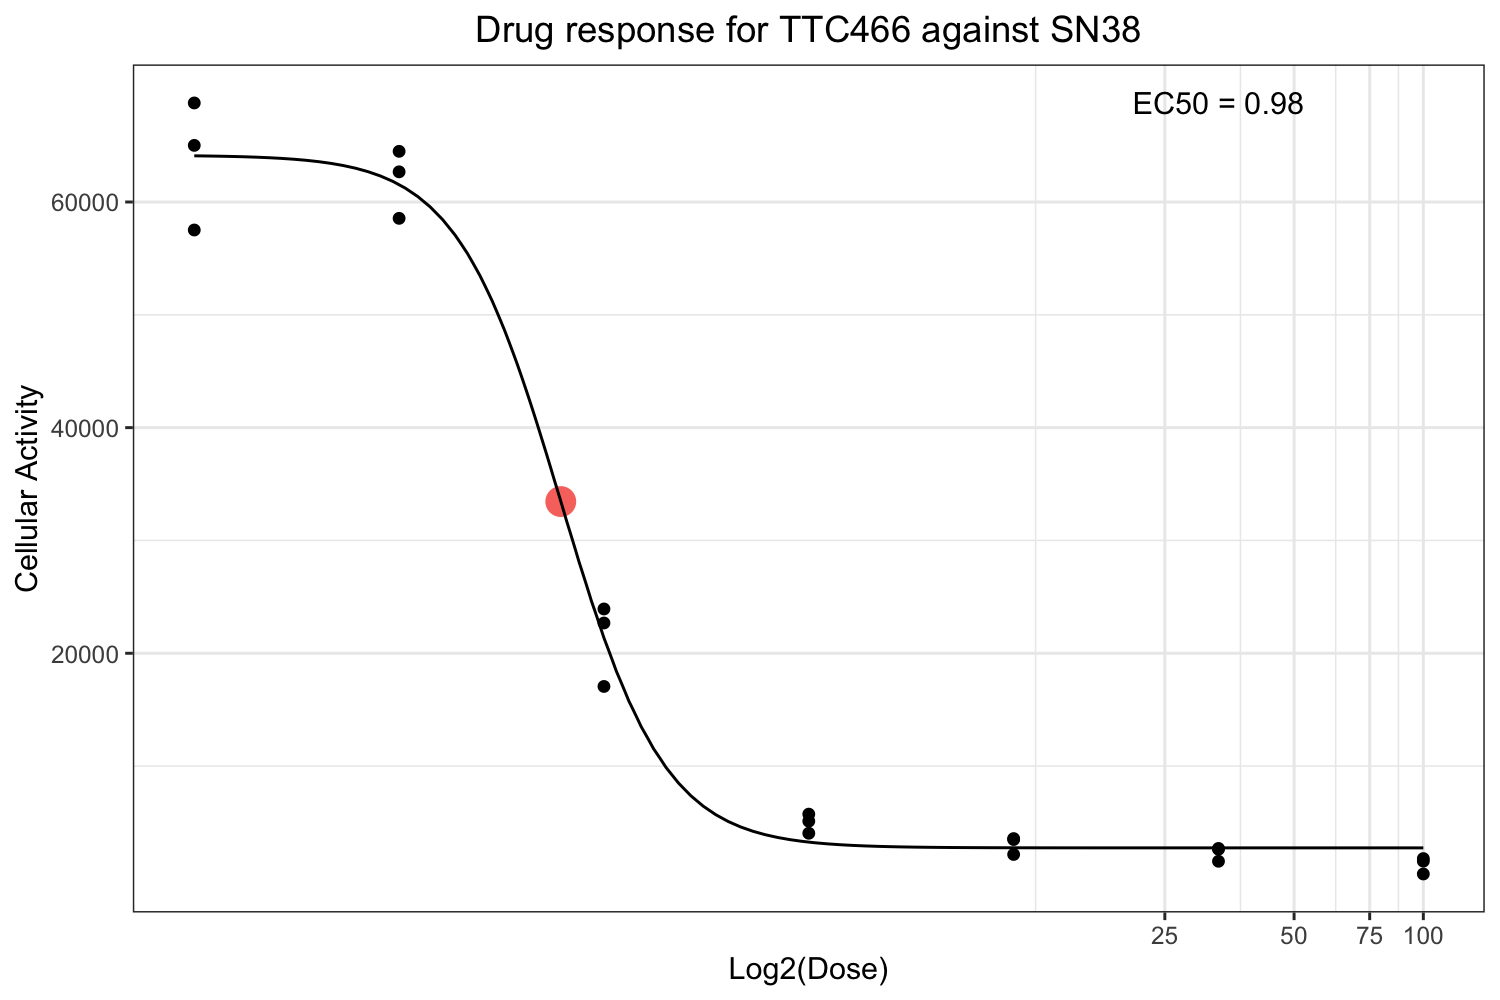 Drug response for TTC466 against SN38
EC50 = 0.98
Cellular Activity
60000
40000
20000
25 50 75 100
Log2(Dose)